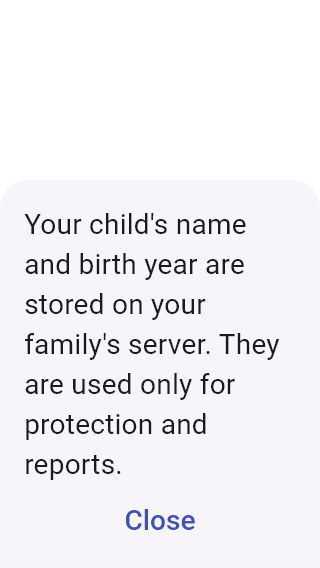 Your child's name
and birth year are
stored on your
family's server. They
are used only for
protection and
reports.
Close